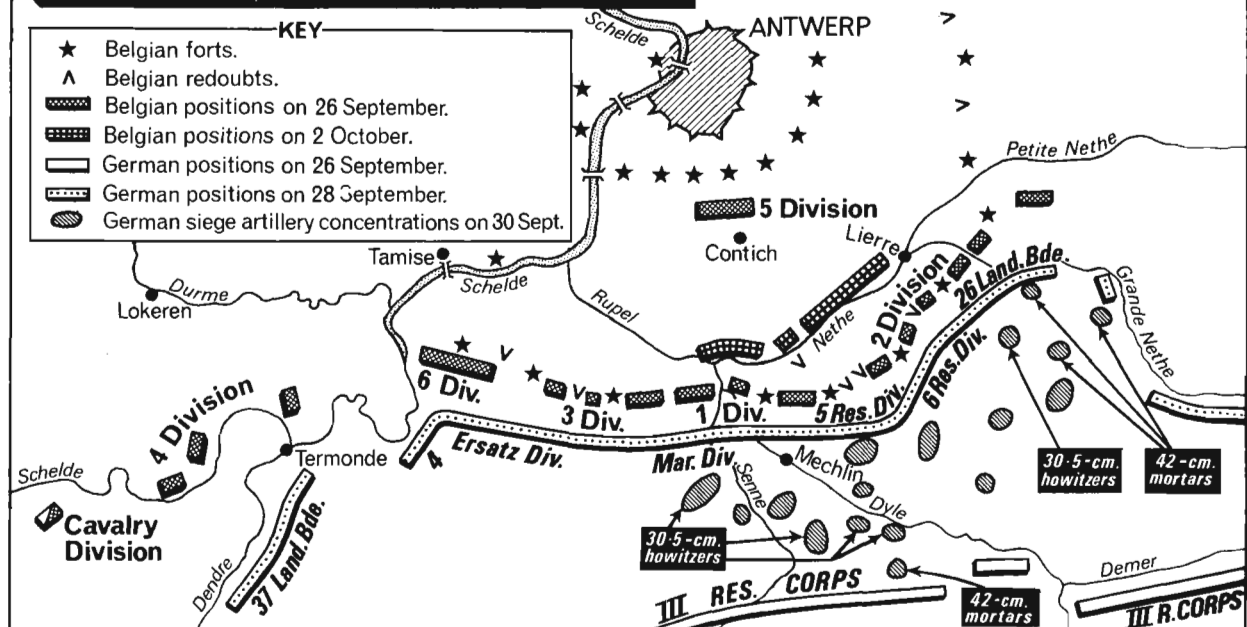 KEY
Belgian forts.
Belgian redoubts.
Belgian positions on 26 September.
Belgian positions on 2 October.
German positions on 26 September.
German positions on 28 September.
German siege artillery concentrations on 30 Sept.
Schelde
ANTWERP
Petite Nethe
5 Division
Contich
Lierre
Tamise
Schelde
Durme
Lokeren
Rupel
Nethe
2 Division
26 Land. Bde.
Grande Nethe
6 Div.
3 Div.
1 Div.
5 Res. Div.
6 Res. Div.
4 Ersatz Div.
Mar. Div.
4 Division
Termonde
Schelde
Cavalry
Division
37 Land. Bde.
Dendre
Mechlin
Senne
Dyle
30·5-cm.
howitzers
42-cm.
mortars
30·5-cm.
howitzers
42-cm.
mortars
III RES. CORPS
Demer
III R. CORPS